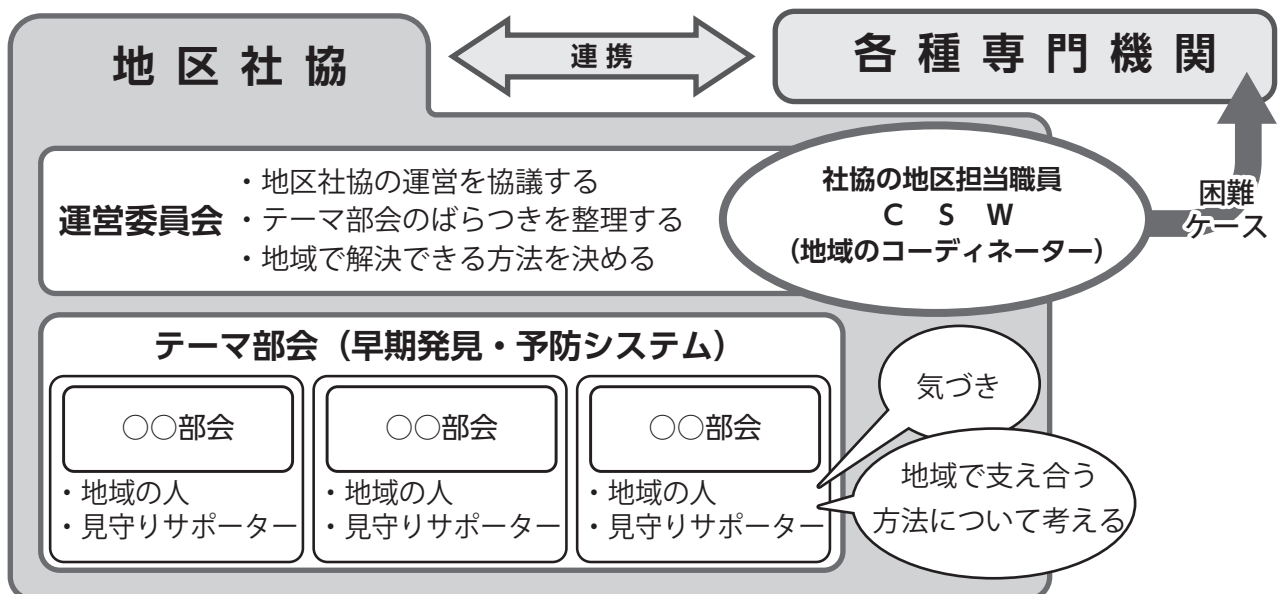 地区社協
連携
各種専門機関
運営委員会
・地区社協の運営を協議する
・テーマ部会のばらつきを整理する
・地域で解決できる方法を決める
社協の地区担当職員
CSW
(地域のコーディネーター)
困難
ケース
テーマ部会（早期発見・予防システム）
○○部会
・地域の人
・見守りサポーター
○○部会
・地域の人
・見守りサポーター
○○部会
・地域の人
・見守りサポーター
気づき
地域で支え合う
方法について考える